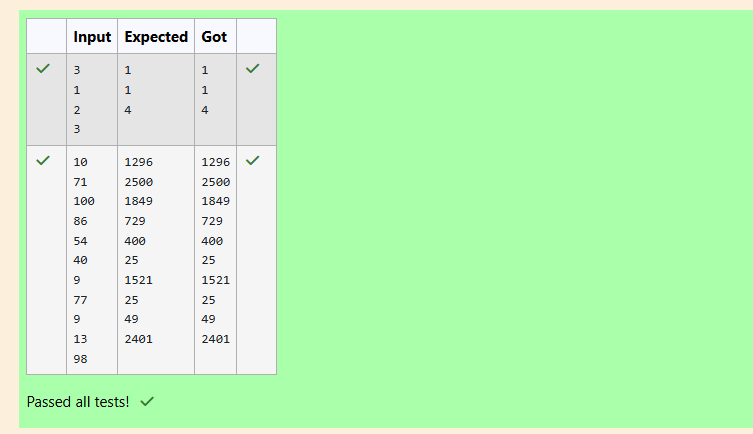 Input Expected Got
3 1 1
1 1 1
2 4 4
3
10 1296 1296
71 2500 2500
100 1849 1849
86 729 729
54 400 400
40 25 25
9 1521 1521
77 25 25
9 49 49
13 2401 2401
98
Passed all tests!